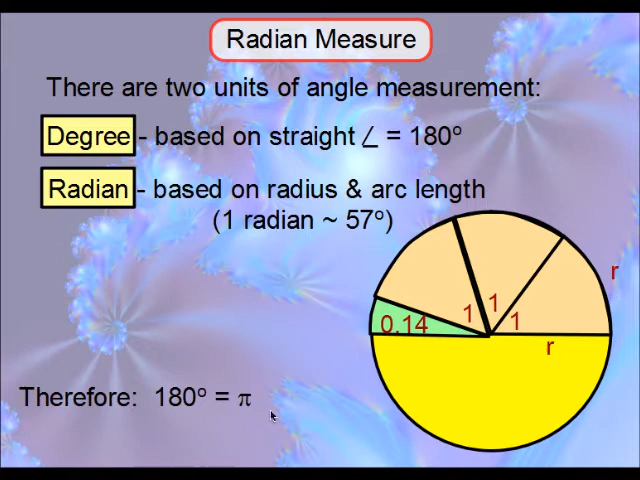 Radian Measure
There are two units of angle measurement:
Degree - based on straight ∠ = 180°
Radian - based on radius & arc length
(1 radian ~ 57°)
r
1
1
0.14
1
r
Therefore: 180° = π